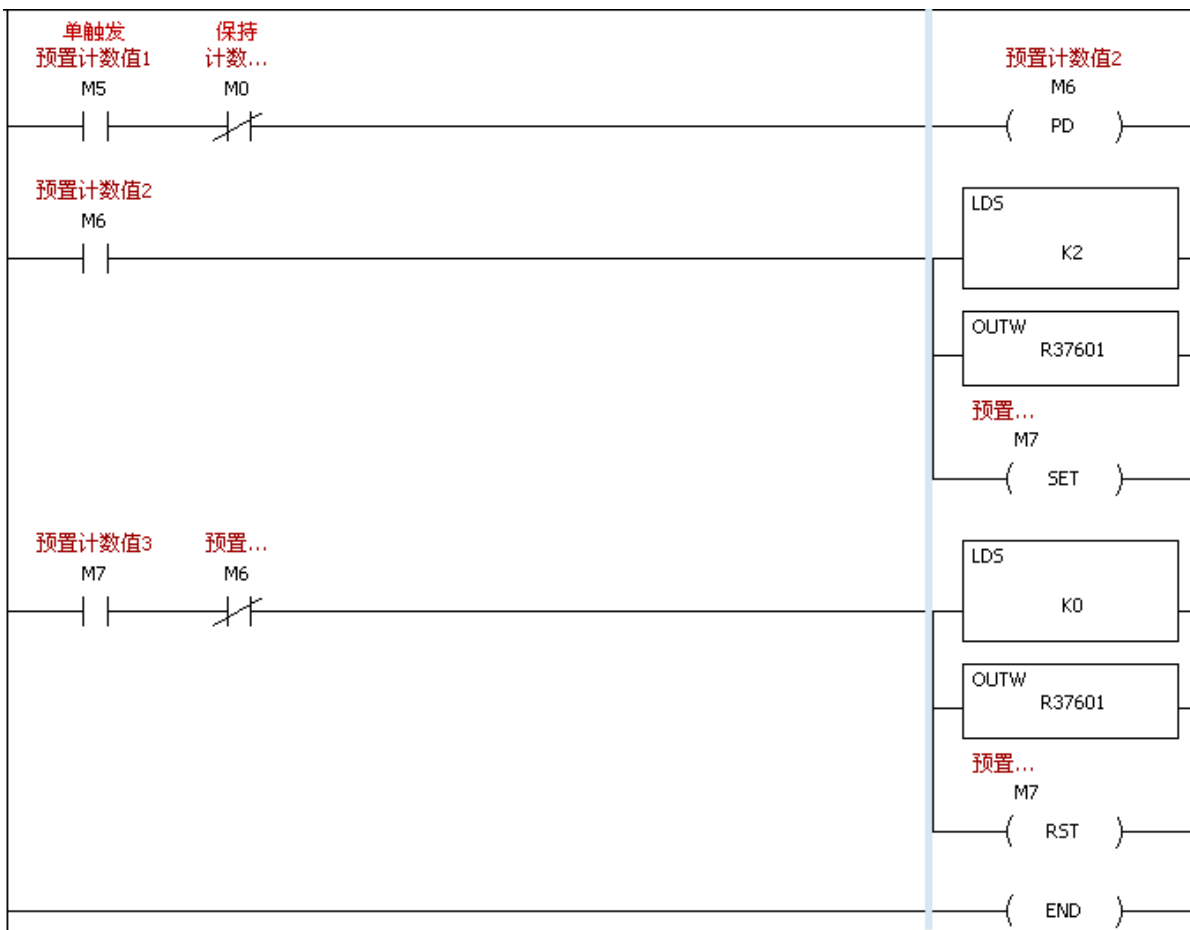 单触发
预置计数值1
M5
保持
计数...
M0
预置计数值2
M6
PD
预置计数值2
M6
LDS
K2
OUTW
R37601
预置...
M7
SET
预置计数值3
M7
预置...
M6
LDS
K0
OUTW
R37601
预置...
M7
RST
END